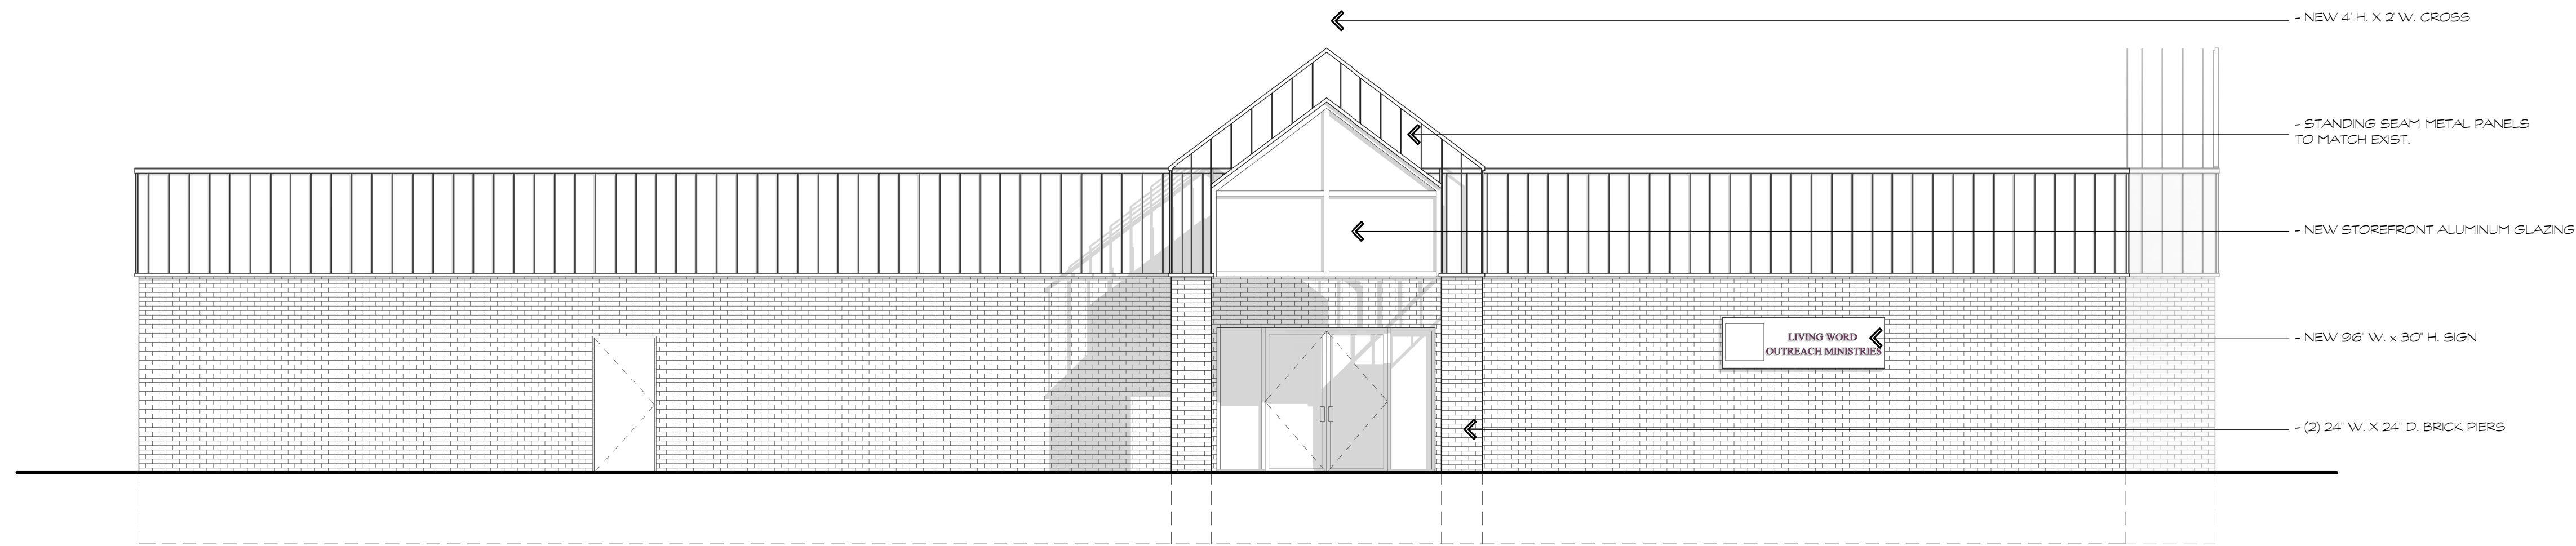 - NEW 4' H. X 2' W. CROSS
- STANDING SEAM METAL PANELS
TO MATCH EXIST.
- NEW STOREFRONT ALUMINUM GLAZING
- NEW 96" W. x 30" H. SIGN
LIVING WORD
OUTREACH MINISTRIES
- (2) 24" W. X 24" D. BRICK PIERS